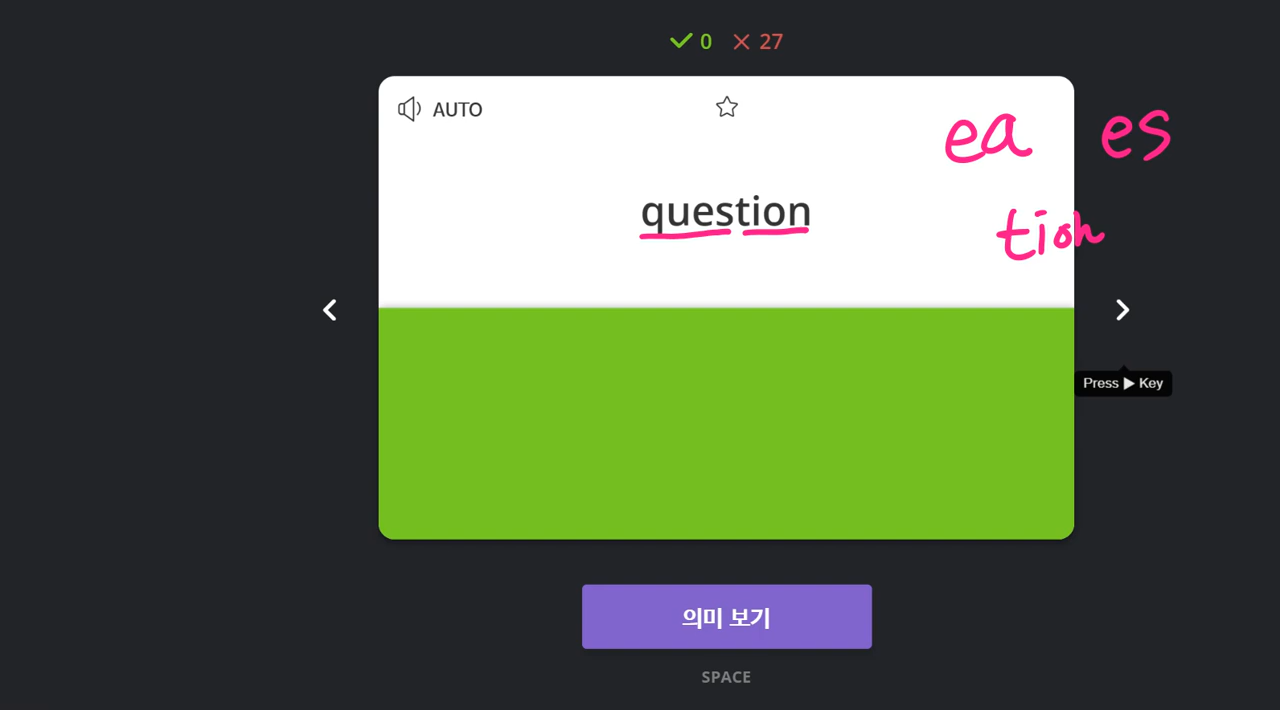 0 27
AUTO
ea es
question
tion
Press ▶ Key
의미 보기
SPACE